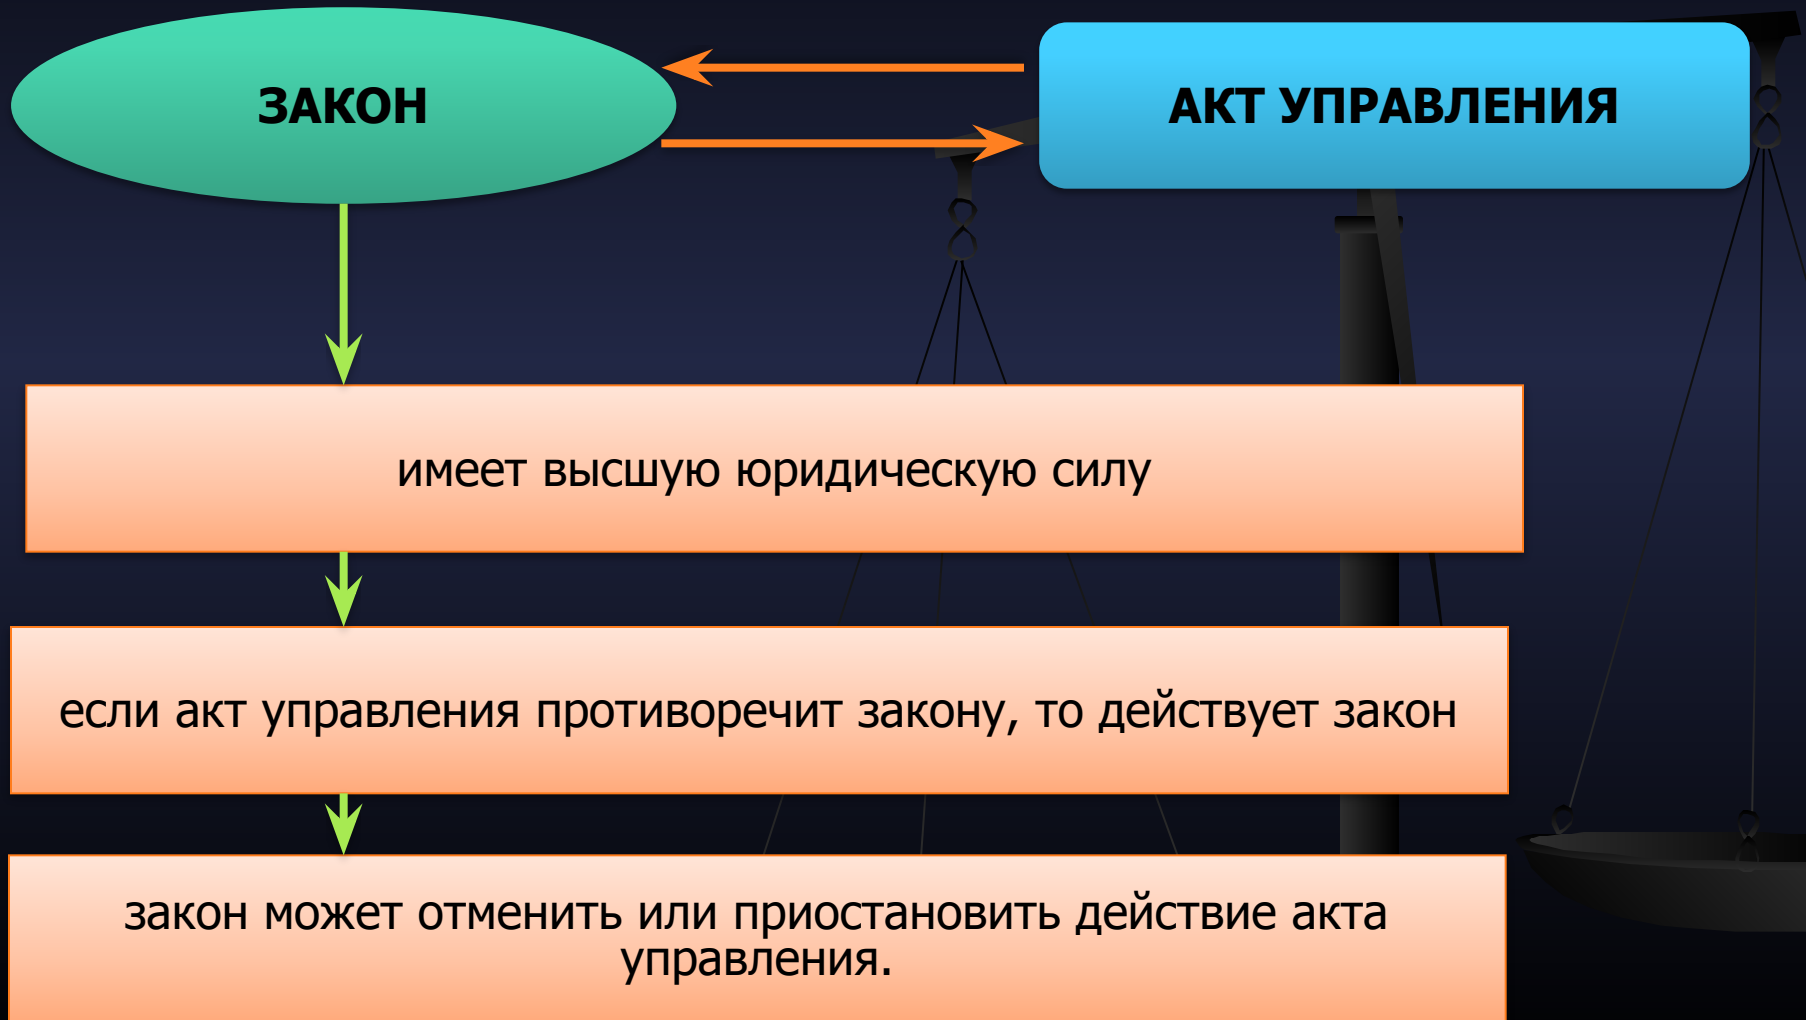 ЗАКОН
АКТ УПРАВЛЕНИЯ
имеет высшую юридическую силу
если акт управления противоречит закону, то действует закон
закон может отменить или приостановить действие акта
управления.